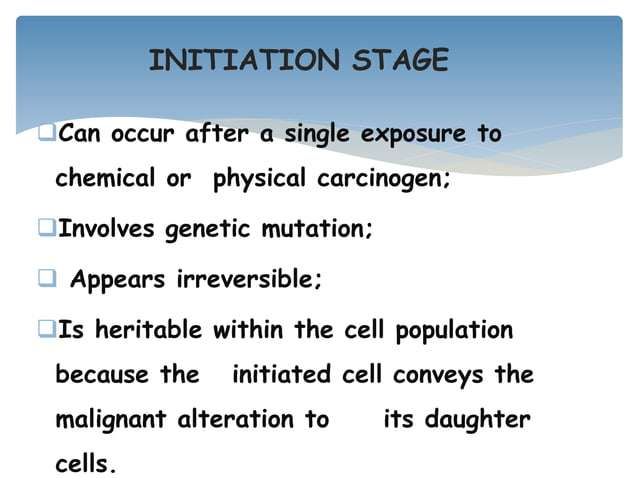 INITIATION STAGE
❑Can occur after a single exposure to
chemical or physical carcinogen;
❑Involves genetic mutation;
❑ Appears irreversible;
❑Is heritable within the cell population
because the initiated cell conveys the
malignant alteration to its daughter
cells.